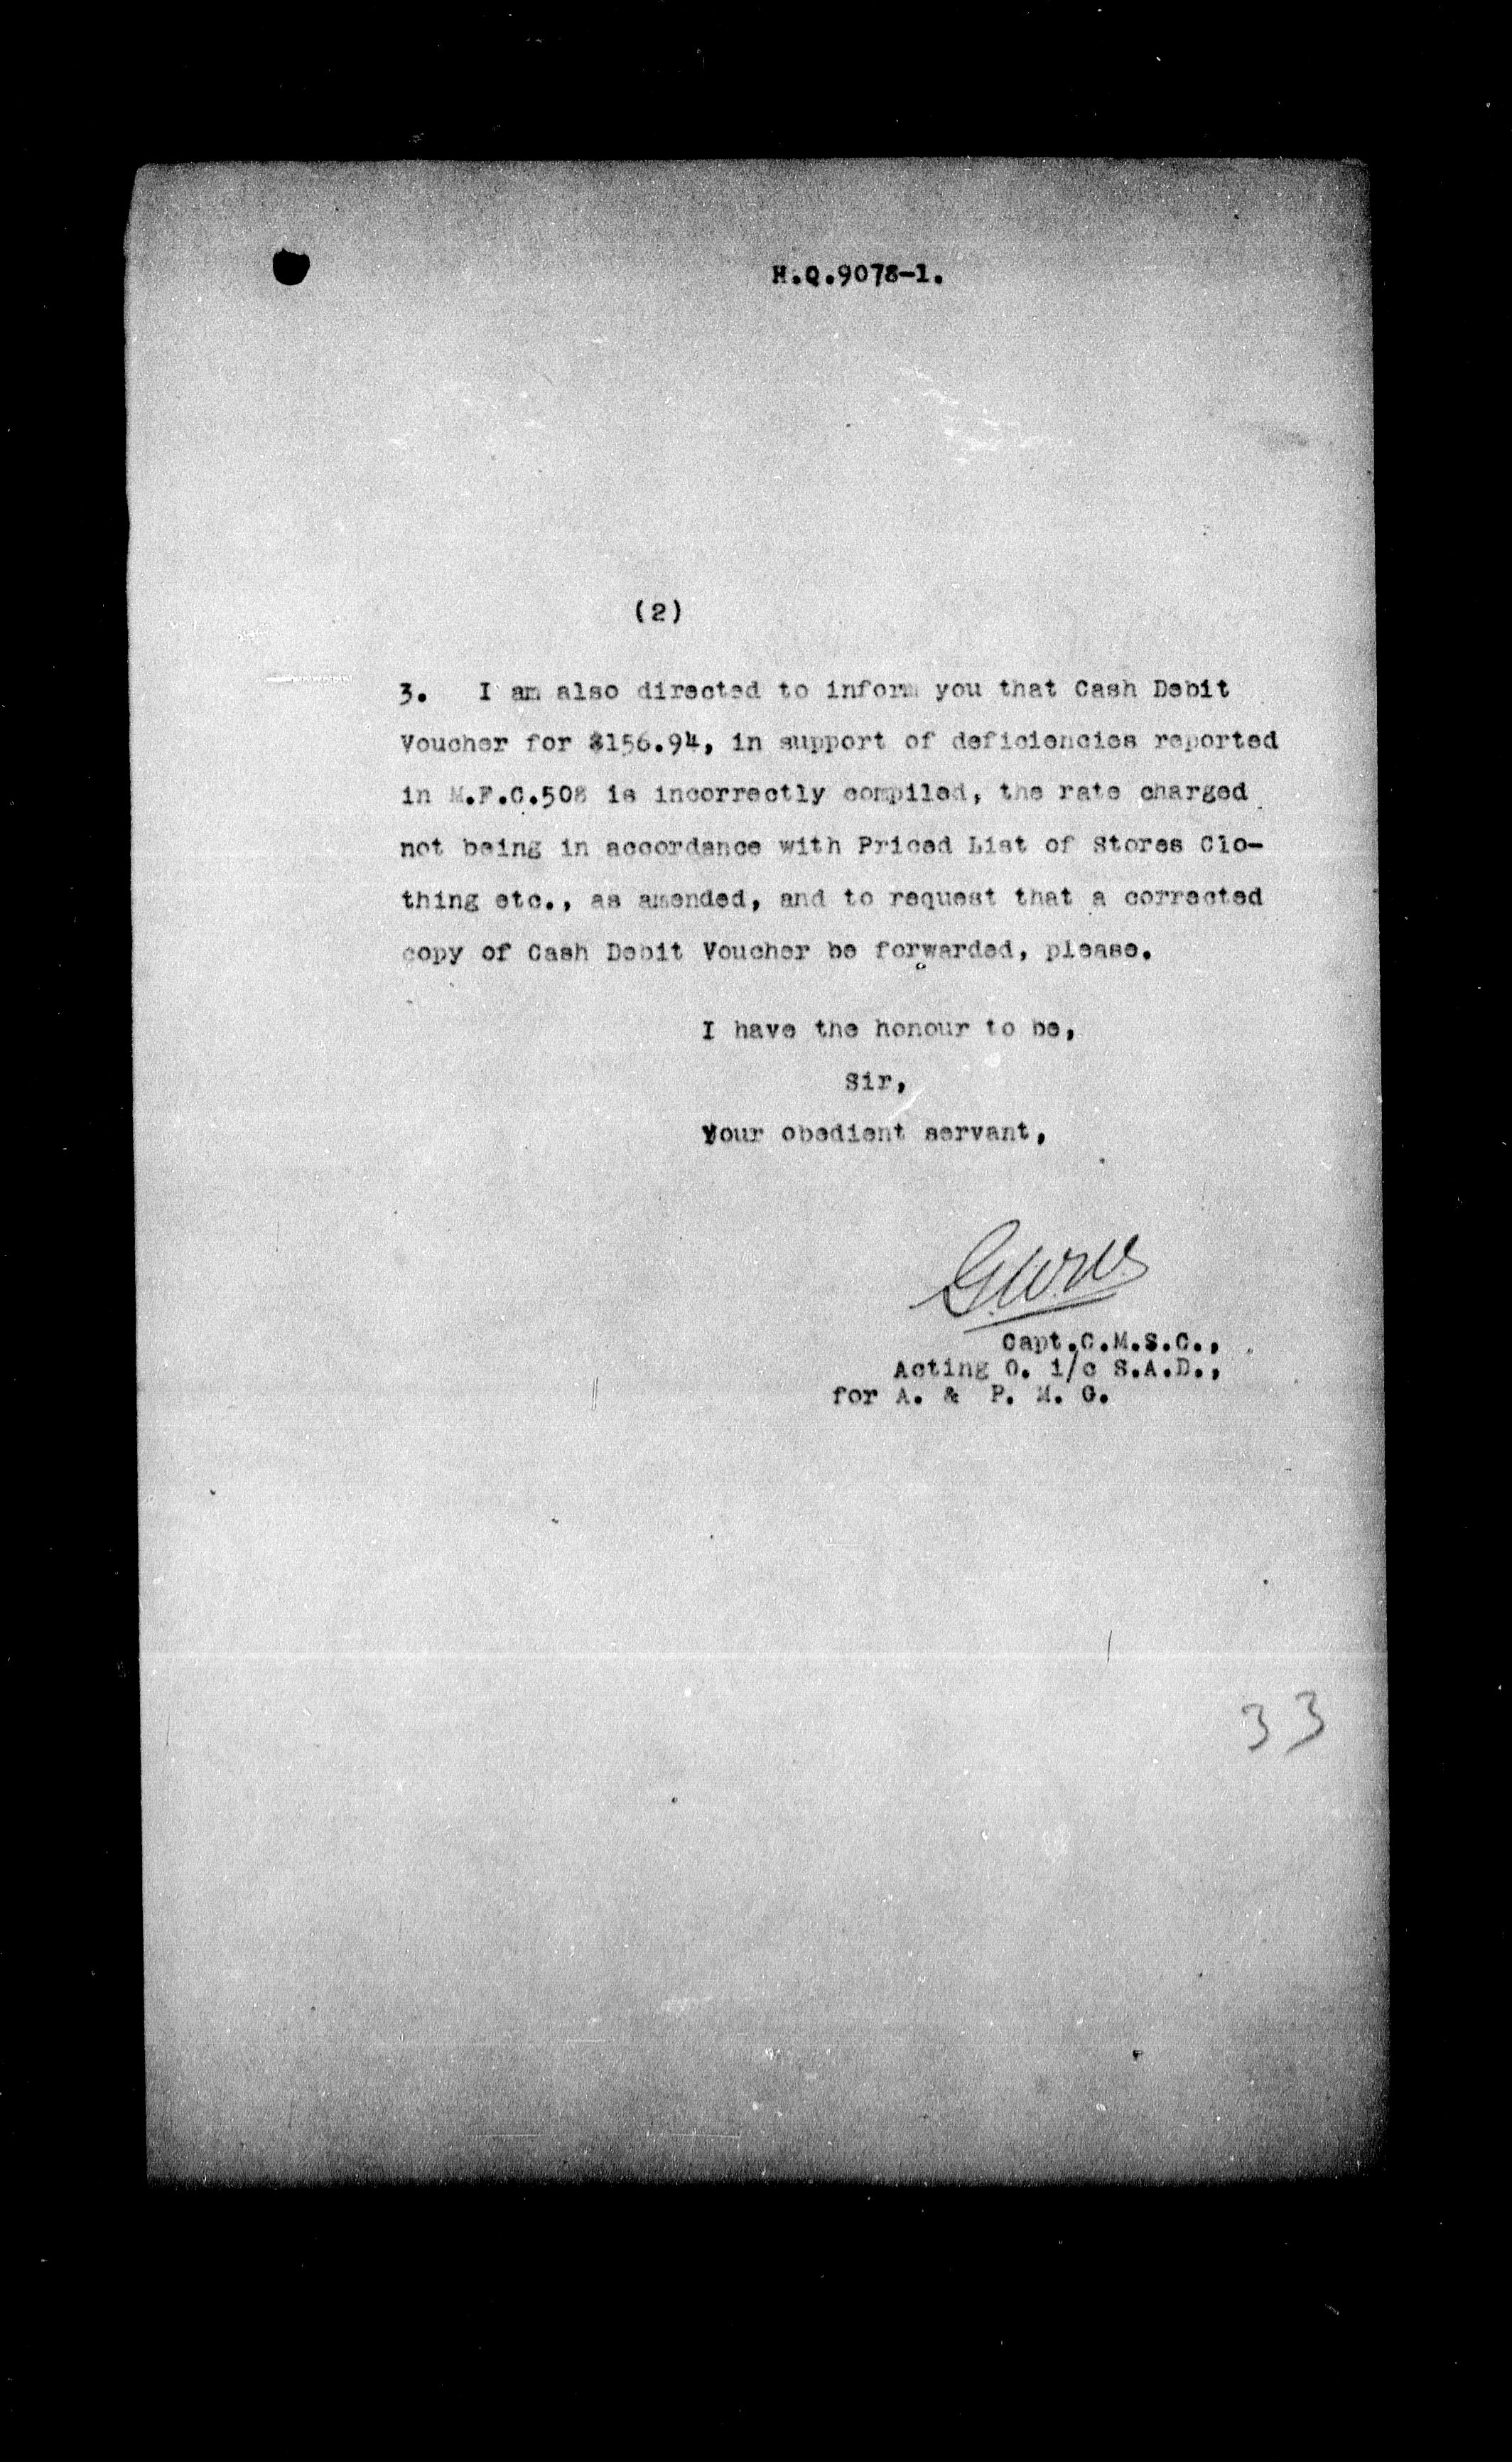 H.Q.9078-1.
(2)
3. I am also directed to inform you that Cash Debit
Voucher for $156.94, in support of deficiencies reported
in M.F.C.508 is incorrectly compiled, the rate charged
not being in accordance with Priced List of Stores Clo-
thing etc., as amended, and to request that a corrected
copy of Cash Debit Voucher be forwarded, please.
I have the honour to be,
Sir,
Your obedient servant,
Capt.C.M.S.C.,
Acting O. i/c S.A.D.,
for A. & P. M. G.
33